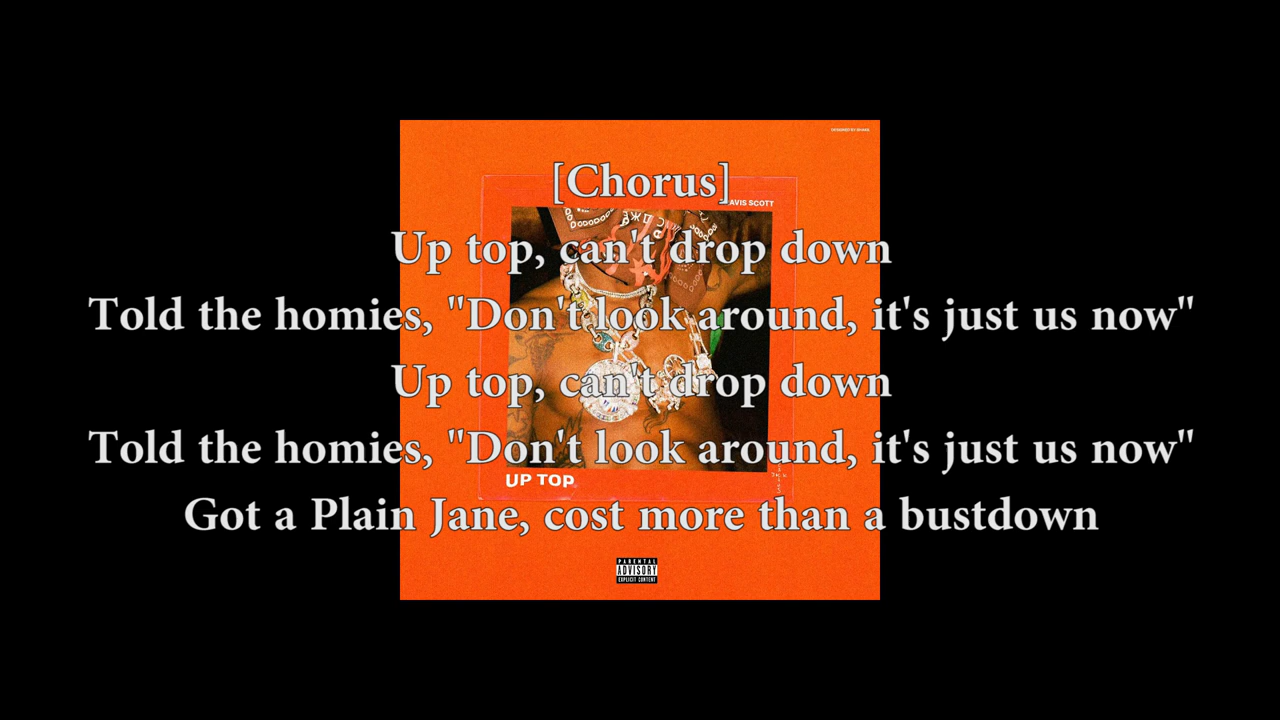 [Chorus]
AVIS SCOTT
Up top, can't drop down
Told the homies, "Don't look around, it's just us now"
Up top, can't drop down
Told the homies, "Don't look around, it's just us now"
UP TOP
Got a Plain Jane, cost more than a bustdown
PARENTAL
ADVISORY
EXPLICIT CONTENT